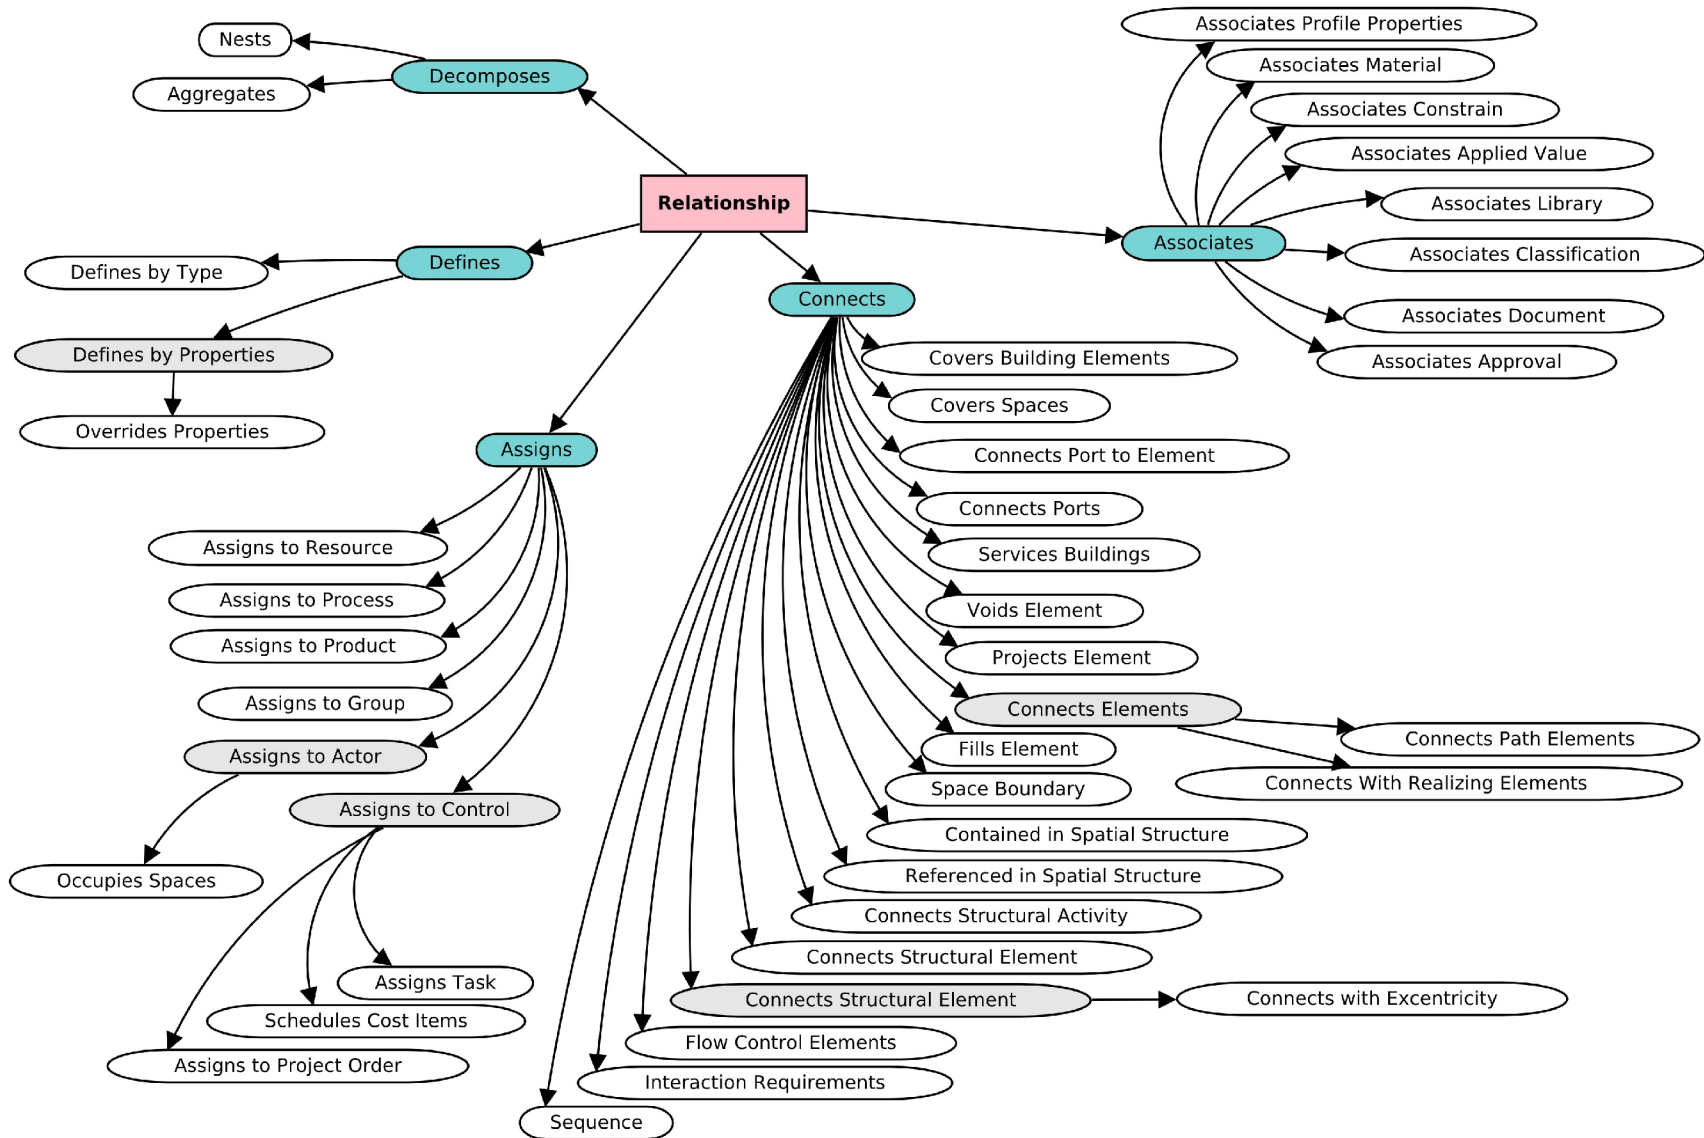 Relationship
Decomposes
Nests
Aggregates
Defines
Defines by Type
Defines by Properties
Overrides Properties
Assigns
Assigns to Resource
Assigns to Process
Assigns to Product
Assigns to Group
Assigns to Actor
Occupies Spaces
Assigns to Control
Assigns Task
Schedules Cost Items
Assigns to Project Order
Connects
Covers Building Elements
Covers Spaces
Connects Port to Element
Connects Ports
Services Buildings
Voids Element
Projects Element
Connects Elements
Connects Path Elements
Connects With Realizing Elements
Fills Element
Space Boundary
Contained in Spatial Structure
Referenced in Spatial Structure
Connects Structural Activity
Connects Structural Element
Connects Structural Element
Connects with Excentricity
Flow Control Elements
Interaction Requirements
Sequence
Associates
Associates Profile Properties
Associates Material
Associates Constrain
Associates Applied Value
Associates Library
Associates Classification
Associates Document
Associates Approval